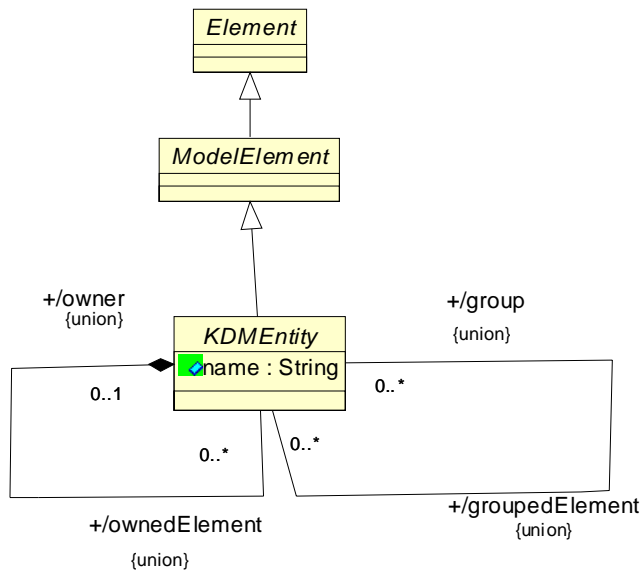 Element
ModelElement
+/owner
{union}
+/group
{union}
KDMEntity
name : String
0..1
0..*
0..*
0..*
+/ownedElement
{union}
+/groupedElement
{union}